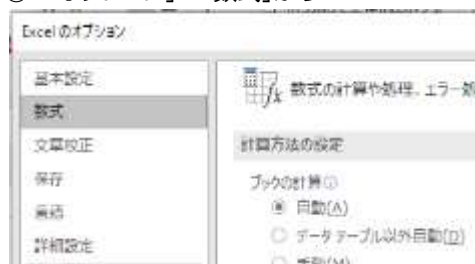 Excel のオプション
基本設定
数式
文章校正
保存
言語
詳細設定
数式の計算や処理、エラー処
計算方法の設定
ブックの計算
自動(A)
データ テーブル以外自動(D)